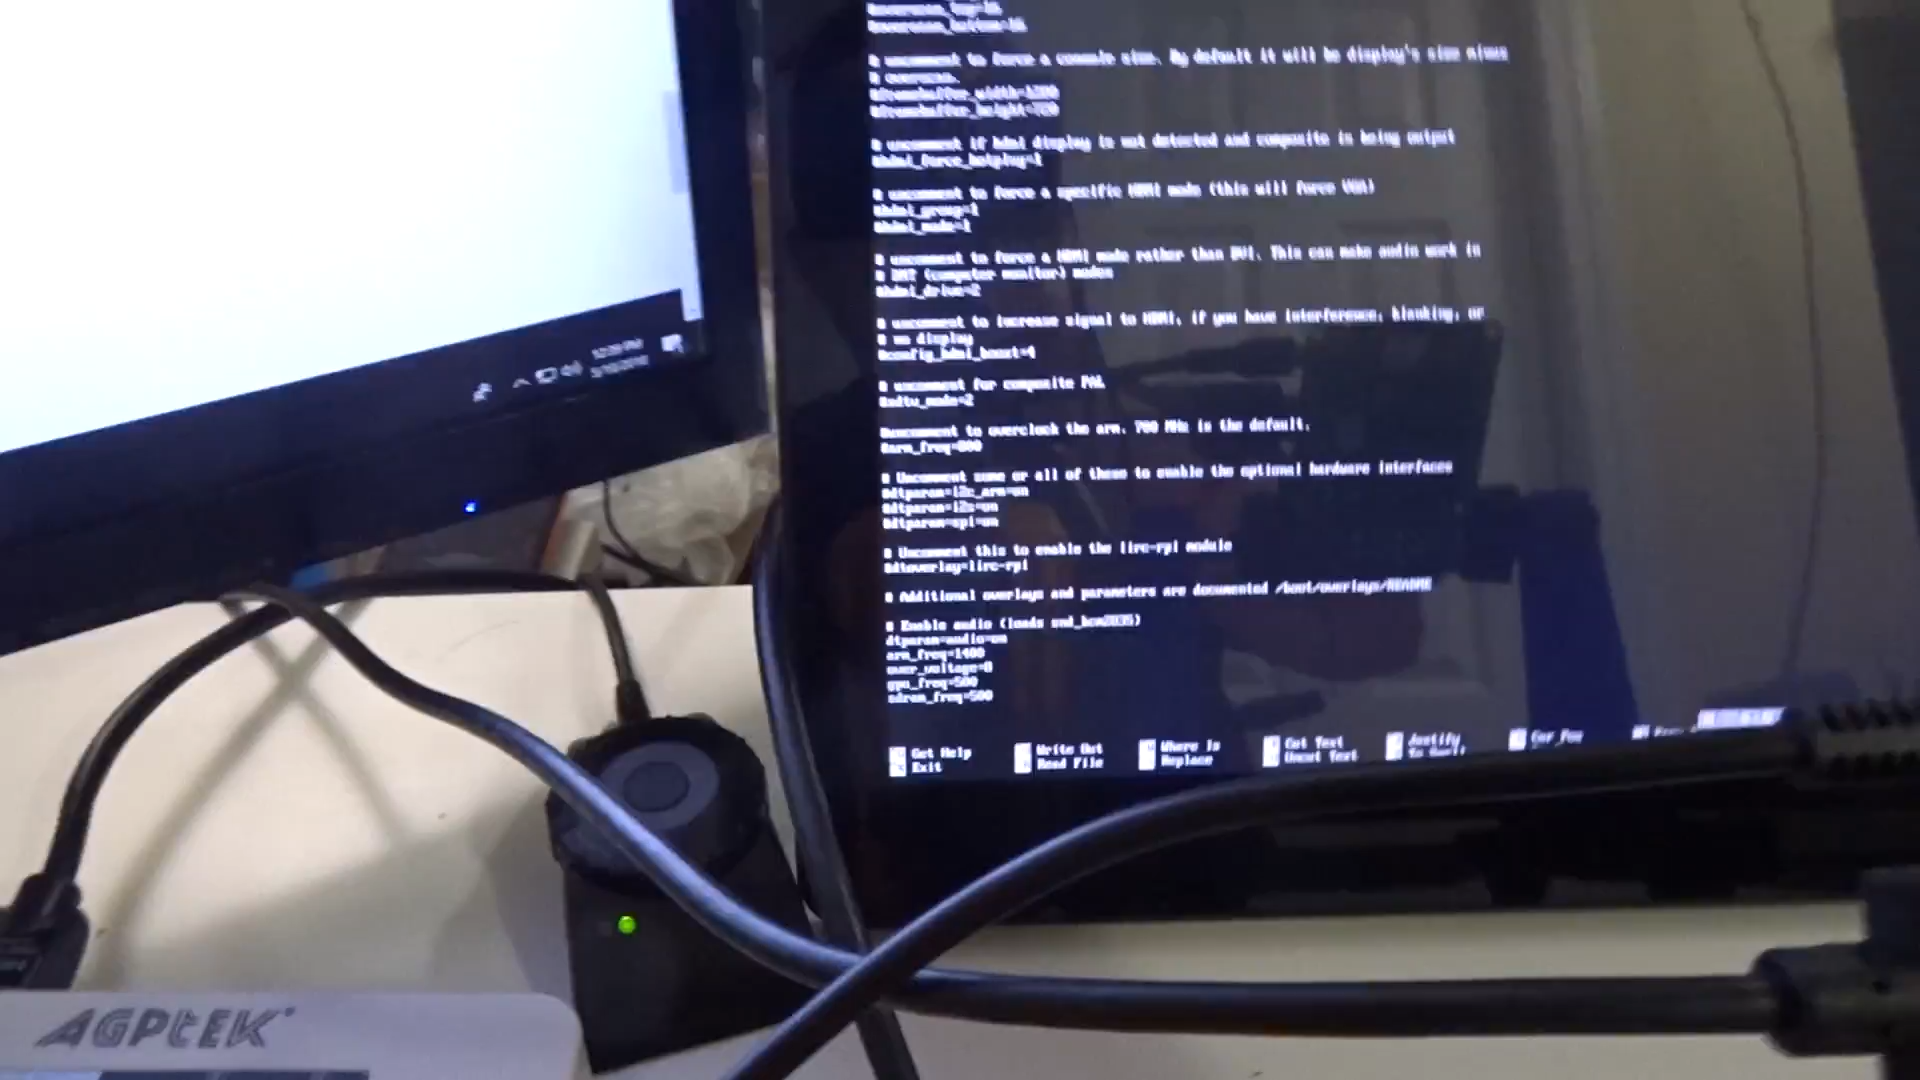 #overscan_bottom=16
# uncomment to force a console size. By default it will be display's size minus
# overscan.
#framebuffer_width=1280
#framebuffer_height=720
# uncomment if hdmi display is not detected and composite is being output
#hdmi_force_hotplug=1
# uncomment to force a specific HDMI mode (this will force VGA)
#hdmi_group=1
#hdmi_mode=1
# uncomment to force a HDMI mode rather than DVI. This can make audio work in
# DMT (computer monitor) modes
#hdmi_drive=2
# uncomment to increase signal to HDMI, if you have interference, blanking, or
# no display
#config_hdmi_boost=4
# uncomment for composite PAL
#sdtv_mode=2
#uncomment to overclock the arm. 700 MHz is the default.
#arm_freq=800
# Uncomment some or all of these to enable the optional hardware interfaces
#dtparam=i2c_arm=on
#dtparam=i2s=on
#dtparam=spi=on
# Uncomment this to enable the lirc-rpi module
#dtoverlay=lirc-rpi
# Additional overlays and parameters are documented /boot/overlays/README
# Enable audio (loads snd_bcm2835)
dtparam=audio=on
arm_freq=1400
gpu_freq=500
sdram_freq=500
Get Help Write Out Where Is Cut Text Justify Cur Pos
Exit Read File Replace Uncut Text To Spell
AGPtEK